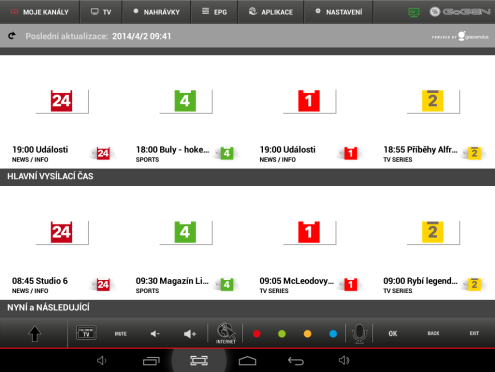 MOJE KANÁLY TV NAHRÁVKY EPG APLIKACE NASTAVENÍ GoGEN
Poslední aktualizace: 2014/4/2 09:41 POWERED BY gracenote
24 4 1 2
19:00 Události 24 18:00 Buly - hoke... 4 19:00 Události 1 18:55 Příběhy Alfr... 2
NEWS / INFO SPORTS NEWS / INFO TV SERIES
HLAVNÍ VYSÍLACÍ ČAS
24 4 1 2
08:45 Studio 6 24 09:30 Magazín Li... 4 09:05 McLeodovy... 1 09:00 Rybí legend... 2
NEWS / INFO SPORTS TV SERIES TV SERIES
NYNÍ a NÁSLEDUJÍCÍ
TV MUTE INTERNET OK BACK EXIT